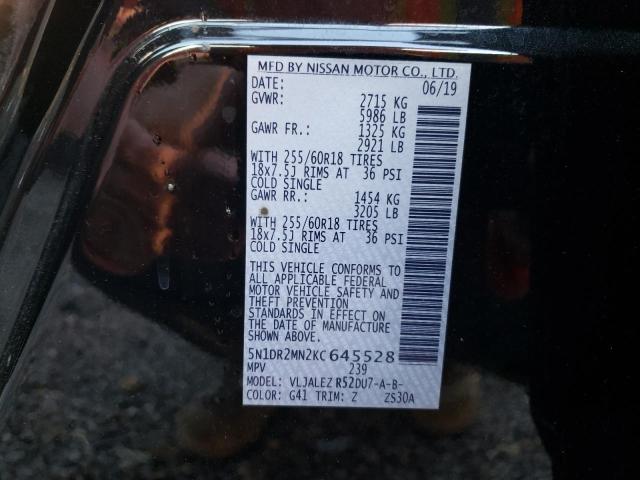 MFD BY NISSAN MOTOR CO., LTD.
DATE: 06/19
GVWR: 2715 KG
5986 LB
GAWR FR.: 1325 KG
2921 LB
WITH 255/60R18 TIRES
18x7.5J RIMS AT 36 PSI
COLD SINGLE
GAWR RR.: 1454 KG
3205 LB
WITH 255/60R18 TIRES
18x7.5J RIMS AT 36 PSI
COLD SINGLE
THIS VEHICLE CONFORMS TO
ALL APPLICABLE FEDERAL
MOTOR VEHICLE SAFETY AND
THEFT PREVENTION
STANDARDS IN EFFECT ON THE
DATE OF MANUFACTURE
SHOWN ABOVE.
5N1DR2MN2KC645528
MPV 239
MODEL: VLJALEZ R52DU7-A-B-
COLOR: G41 TRIM: Z ZS30A